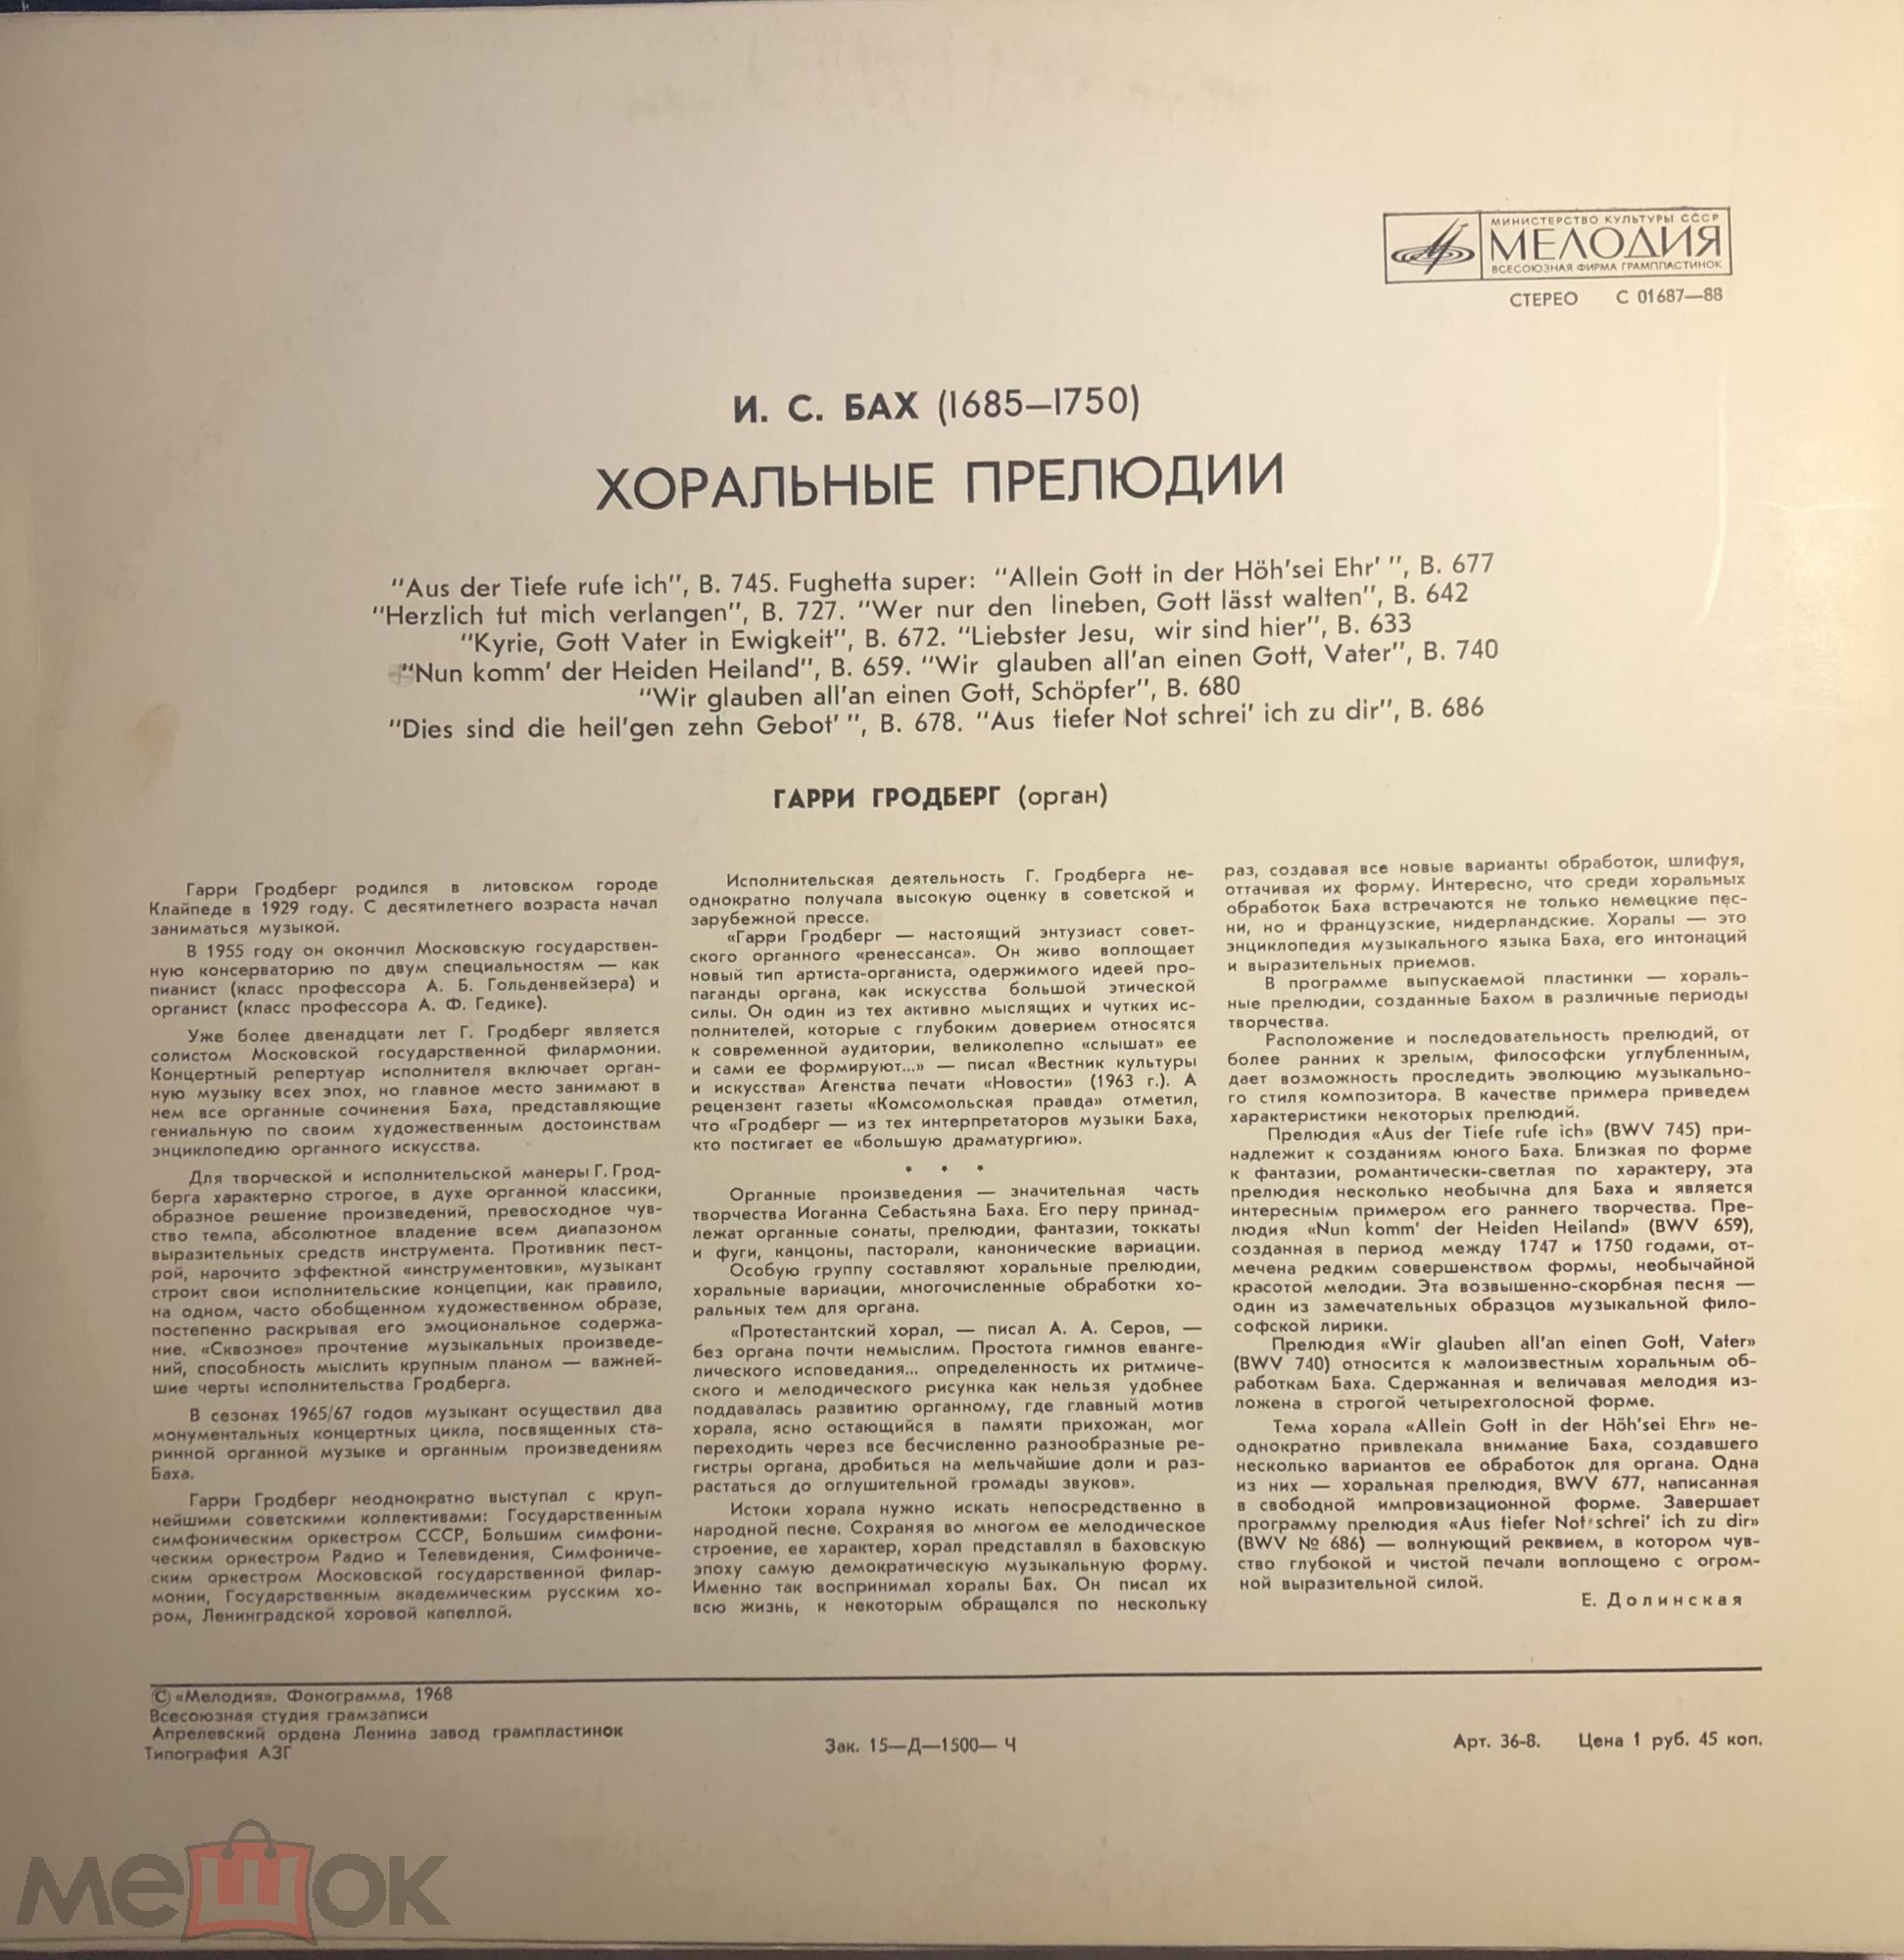 МИНИСТЕРСТВО КУЛЬТУРЫ СССР
МЕЛОДИЯ
ВСЕСОЮЗНАЯ ФИРМА ГРАМПЛАСТИНОК
СТЕРЕО С 01687—88
И. С. БАХ (1685—1750)
ХОРАЛЬНЫЕ ПРЕЛЮДИИ
"Aus der Tiefe rufe ich", B. 745. Fughetta super: "Allein Gott in der Höh'sei Ehr' ", B. 677
"Herzlich tut mich verlangen", B. 727. "Wer nur den lineben, Gott lässt walten", B. 642
"Kyrie, Gott Vater in Ewigkeit", B. 672. "Liebster Jesu, wir sind hier", B. 633
"Nun komm' der Heiden Heiland", B. 659. "Wir glauben all'an einen Gott, Vater", B. 740
"Wir glauben all'an einen Gott, Schöpfer", B. 680
"Dies sind die heil'gen zehn Gebot' ", B. 678. "Aus tiefer Not schrei' ich zu dir", B. 686
ГАРРИ ГРОДБЕРГ (орган)
Гарри Гродберг родился в литовском городе
Клайпеде в 1929 году. С десятилетнего возраста начал
заниматься музыкой.
В 1955 году он окончил Московскую государствен-
ную консерваторию по двум специальностям — как
пианист (класс профессора А. Б. Гольденвейзера) и
органист (класс профессора А. Ф. Гедике).
Уже более двенадцати лет Г. Гродберг является
солистом Московской государственной филармонии.
Концертный репертуар исполнителя включает орган-
ную музыку всех эпох, но главное место занимают в
нем все органные сочинения Баха, представляющие
гениальную по своим художественным достоинствам
энциклопедию органного искусства.
Для творческой и исполнительской манеры Г. Грод-
берга характерно строгое, в духе органной классики,
образное решение произведений, превосходное чув-
ство темпа, абсолютное владение всем диапазоном
выразительных средств инструмента. Противник пест-
рой, нарочито эффектной «инструментовки», музыкант
строит свои исполнительские концепции, как правило,
на одном, часто обобщенном художественном образе,
постепенно раскрывая его эмоциональное содержа-
ние. «Сквозное» прочтение музыкальных произведе-
ний, способность мыслить крупным планом — важней-
шие черты исполнительства Гродберга.
В сезонах 1965/67 годов музыкант осуществил два
монументальных концертных цикла, посвященных ста-
ринной органной музыке и органным произведениям
Баха.
Гарри Гродберг неоднократно выступал с круп-
нейшими советскими коллективами: Государственным
симфоническим оркестром СССР, Большим симфони-
ческим оркестром Радио и Телевидения, Симфониче-
ским оркестром Московской государственной филар-
монии, Государственным академическим русским хо-
ром, Ленинградской хоровой капеллой.
Исполнительская деятельность Г. Гродберга не-
однократно получала высокую оценку в советской и
зарубежной прессе.
«Гарри Гродберг — настоящий энтузиаст совет-
ского органного «ренессанса». Он живо воплощает
новый тип артиста-органиста, одержимого идеей про-
паганды органа, как искусства большой этической
силы. Он один из тех активно мыслящих и чутких ис-
полнителей, которые с глубоким доверием относятся
к современной аудитории, великолепно «слышат» ее
и сами ее формируют...» — писал «Вестник культуры
и искусства» Агенства печати «Новости» (1963 г.). А
рецензент газеты «Комсомольская правда» отметил,
что «Гродберг — из тех интерпретаторов музыки Баха,
кто постигает ее «большую драматургию».
• • •
Органные произведения — значительная часть
творчества Иоганна Себастьяна Баха. Его перу принад-
лежат органные сонаты, прелюдии, фантазии, токкаты
и фуги, канцоны, пасторали, канонические вариации.
Особую группу составляют хоральные прелюдии,
хоральные вариации, многочисленные обработки хо-
ральных тем для органа.
«Протестантский хорал, — писал А. А. Серов, —
без органа почти немыслим. Простота гимнов еванге-
лического исповедания... определенность их ритмиче-
ского и мелодического рисунка как нельзя удобнее
поддавалась развитию органному, где главный мотив
хорала, ясно остающийся в памяти прихожан, мог
переходить через все бесчисленно разнообразные ре-
гистры органа, дробиться на мельчайшие доли и раз-
растаться до оглушительной громады звуков».
Истоки хорала нужно искать непосредственно в
народной песне. Сохраняя во многом ее мелодическое
строение, ее характер, хорал представлял в баховскую
эпоху самую демократическую музыкальную форму.
Именно так воспринимал хоралы Бах. Он писал их
всю жизнь, к некоторым обращался по нескольку
раз, создавая все новые варианты обработок, шлифуя,
оттачивая их форму. Интересно, что среди хоральных
обработок Баха встречаются не только немецкие пес-
ни, но и французские, нидерландские. Хоралы — это
энциклопедия музыкального языка Баха, его интонаций
и выразительных приемов.
В программе выпускаемой пластинки — хораль-
ные прелюдии, созданные Бахом в различные периоды
творчества.
Расположение и последовательность прелюдий, от
более ранних к зрелым, философски углубленным,
дает возможность проследить эволюцию музыкально-
го стиля композитора. В качестве примера приведем
характеристики некоторых прелюдий.
Прелюдия «Aus der Tiefe rufe ich» (BWV 745) при-
надлежит к созданиям юного Баха. Близкая по форме
к фантазии, романтически-светлая по характеру, эта
прелюдия несколько необычна для Баха и является
интересным примером его раннего творчества. Пре-
людия «Nun komm' der Heiden Heiland» (BWV 659),
созданная в период между 1747 и 1750 годами, от-
мечена редким совершенством формы, необычайной
красотой мелодии. Эта возвышенно-скорбная песня —
один из замечательных образцов музыкальной фило-
софской лирики.
Прелюдия «Wir glauben all'an einen Gott, Vater»
(BWV 740) относится к малоизвестным хоральным об-
работкам Баха. Сдержанная и величавая мелодия из-
ложена в строгой четырехголосной форме.
Тема хорала «Allein Gott in der Höh'sei Ehr» не-
однократно привлекала внимание Баха, создавшего
несколько вариантов ее обработок для органа. Одна
из них — хоральная прелюдия, BWV 677, написанная
в свободной импровизационной форме. Завершает
программу прелюдия «Aus tiefer Not schrei' ich zu dir»
(BWV № 686) — волнующий реквием, в котором чув-
ство глубокой и чистой печали воплощено с огром-
ной выразительной силой.
Е. Долинская
© «Мелодия». Фонограмма, 1968
Всесоюзная студия грамзаписи
Апрелевский ордена Ленина завод грампластинок
Типография АЗГ
Зак. 15—Д—1500— Ч
Арт. 36-8. Цена 1 руб. 45 коп.
мешок